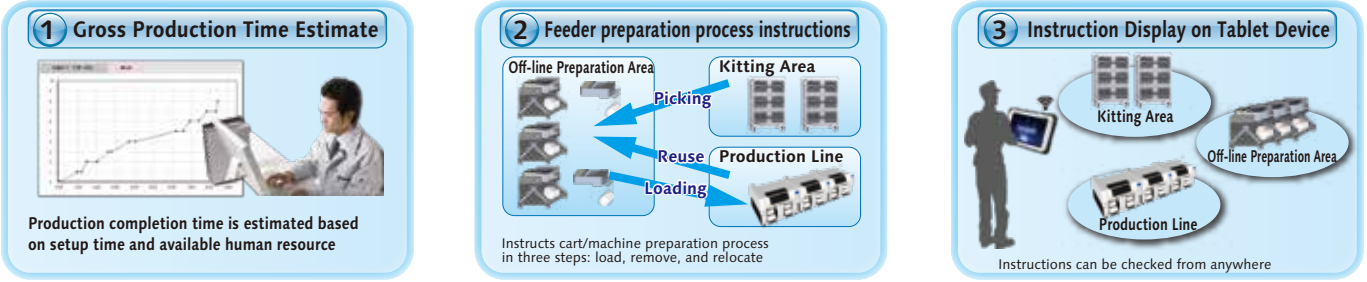 1 Gross Production Time Estimate
Production completion time is estimated based
on setup time and available human resource
2 Feeder preparation process instructions
Off-line Preparation Area
Kitting Area
Picking
Reuse
Production Line
Loading
Instructs cart/machine preparation process
in three steps: load, remove, and relocate
3 Instruction Display on Tablet Device
Kitting Area
Off-line Preparation Area
Production Line
Instructions can be checked from anywhere